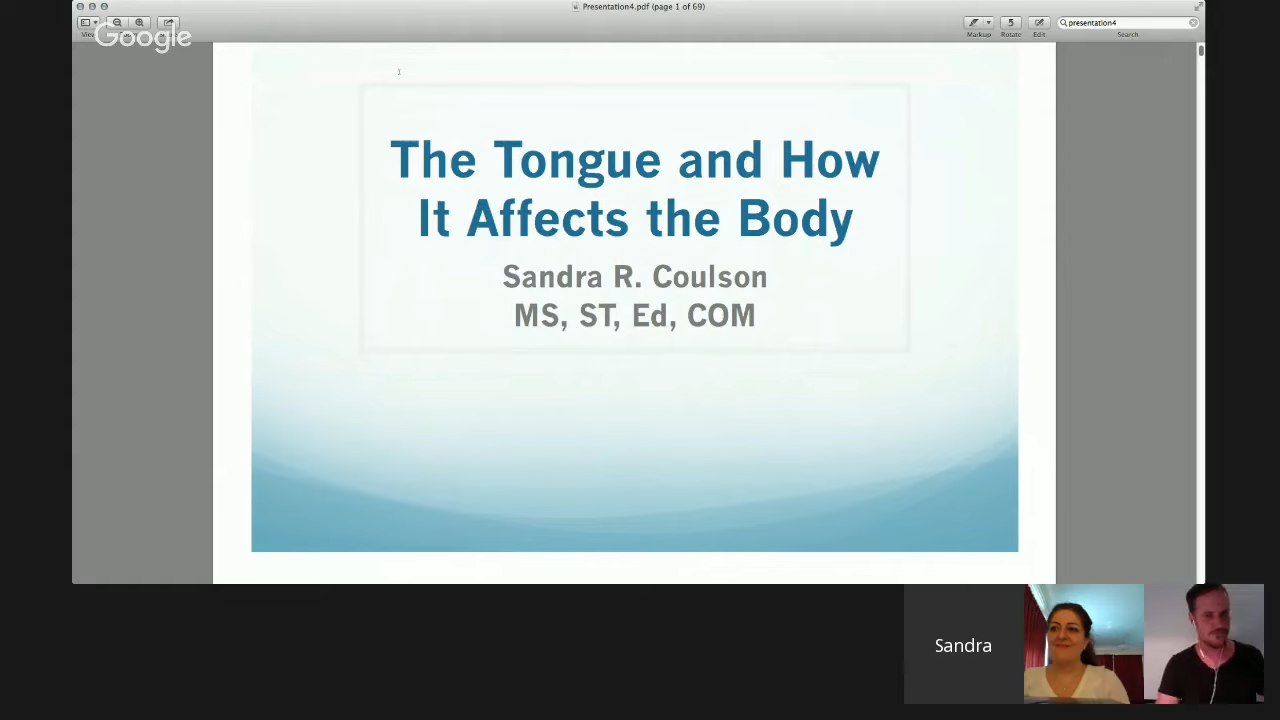 Presentation4.pdf (page 1 of 69)
presentation4
View
Markup
Rotate
Edit
Search
Google
The Tongue and How
It Affects the Body
Sandra R. Coulson
MS, ST, Ed, COM
Sandra